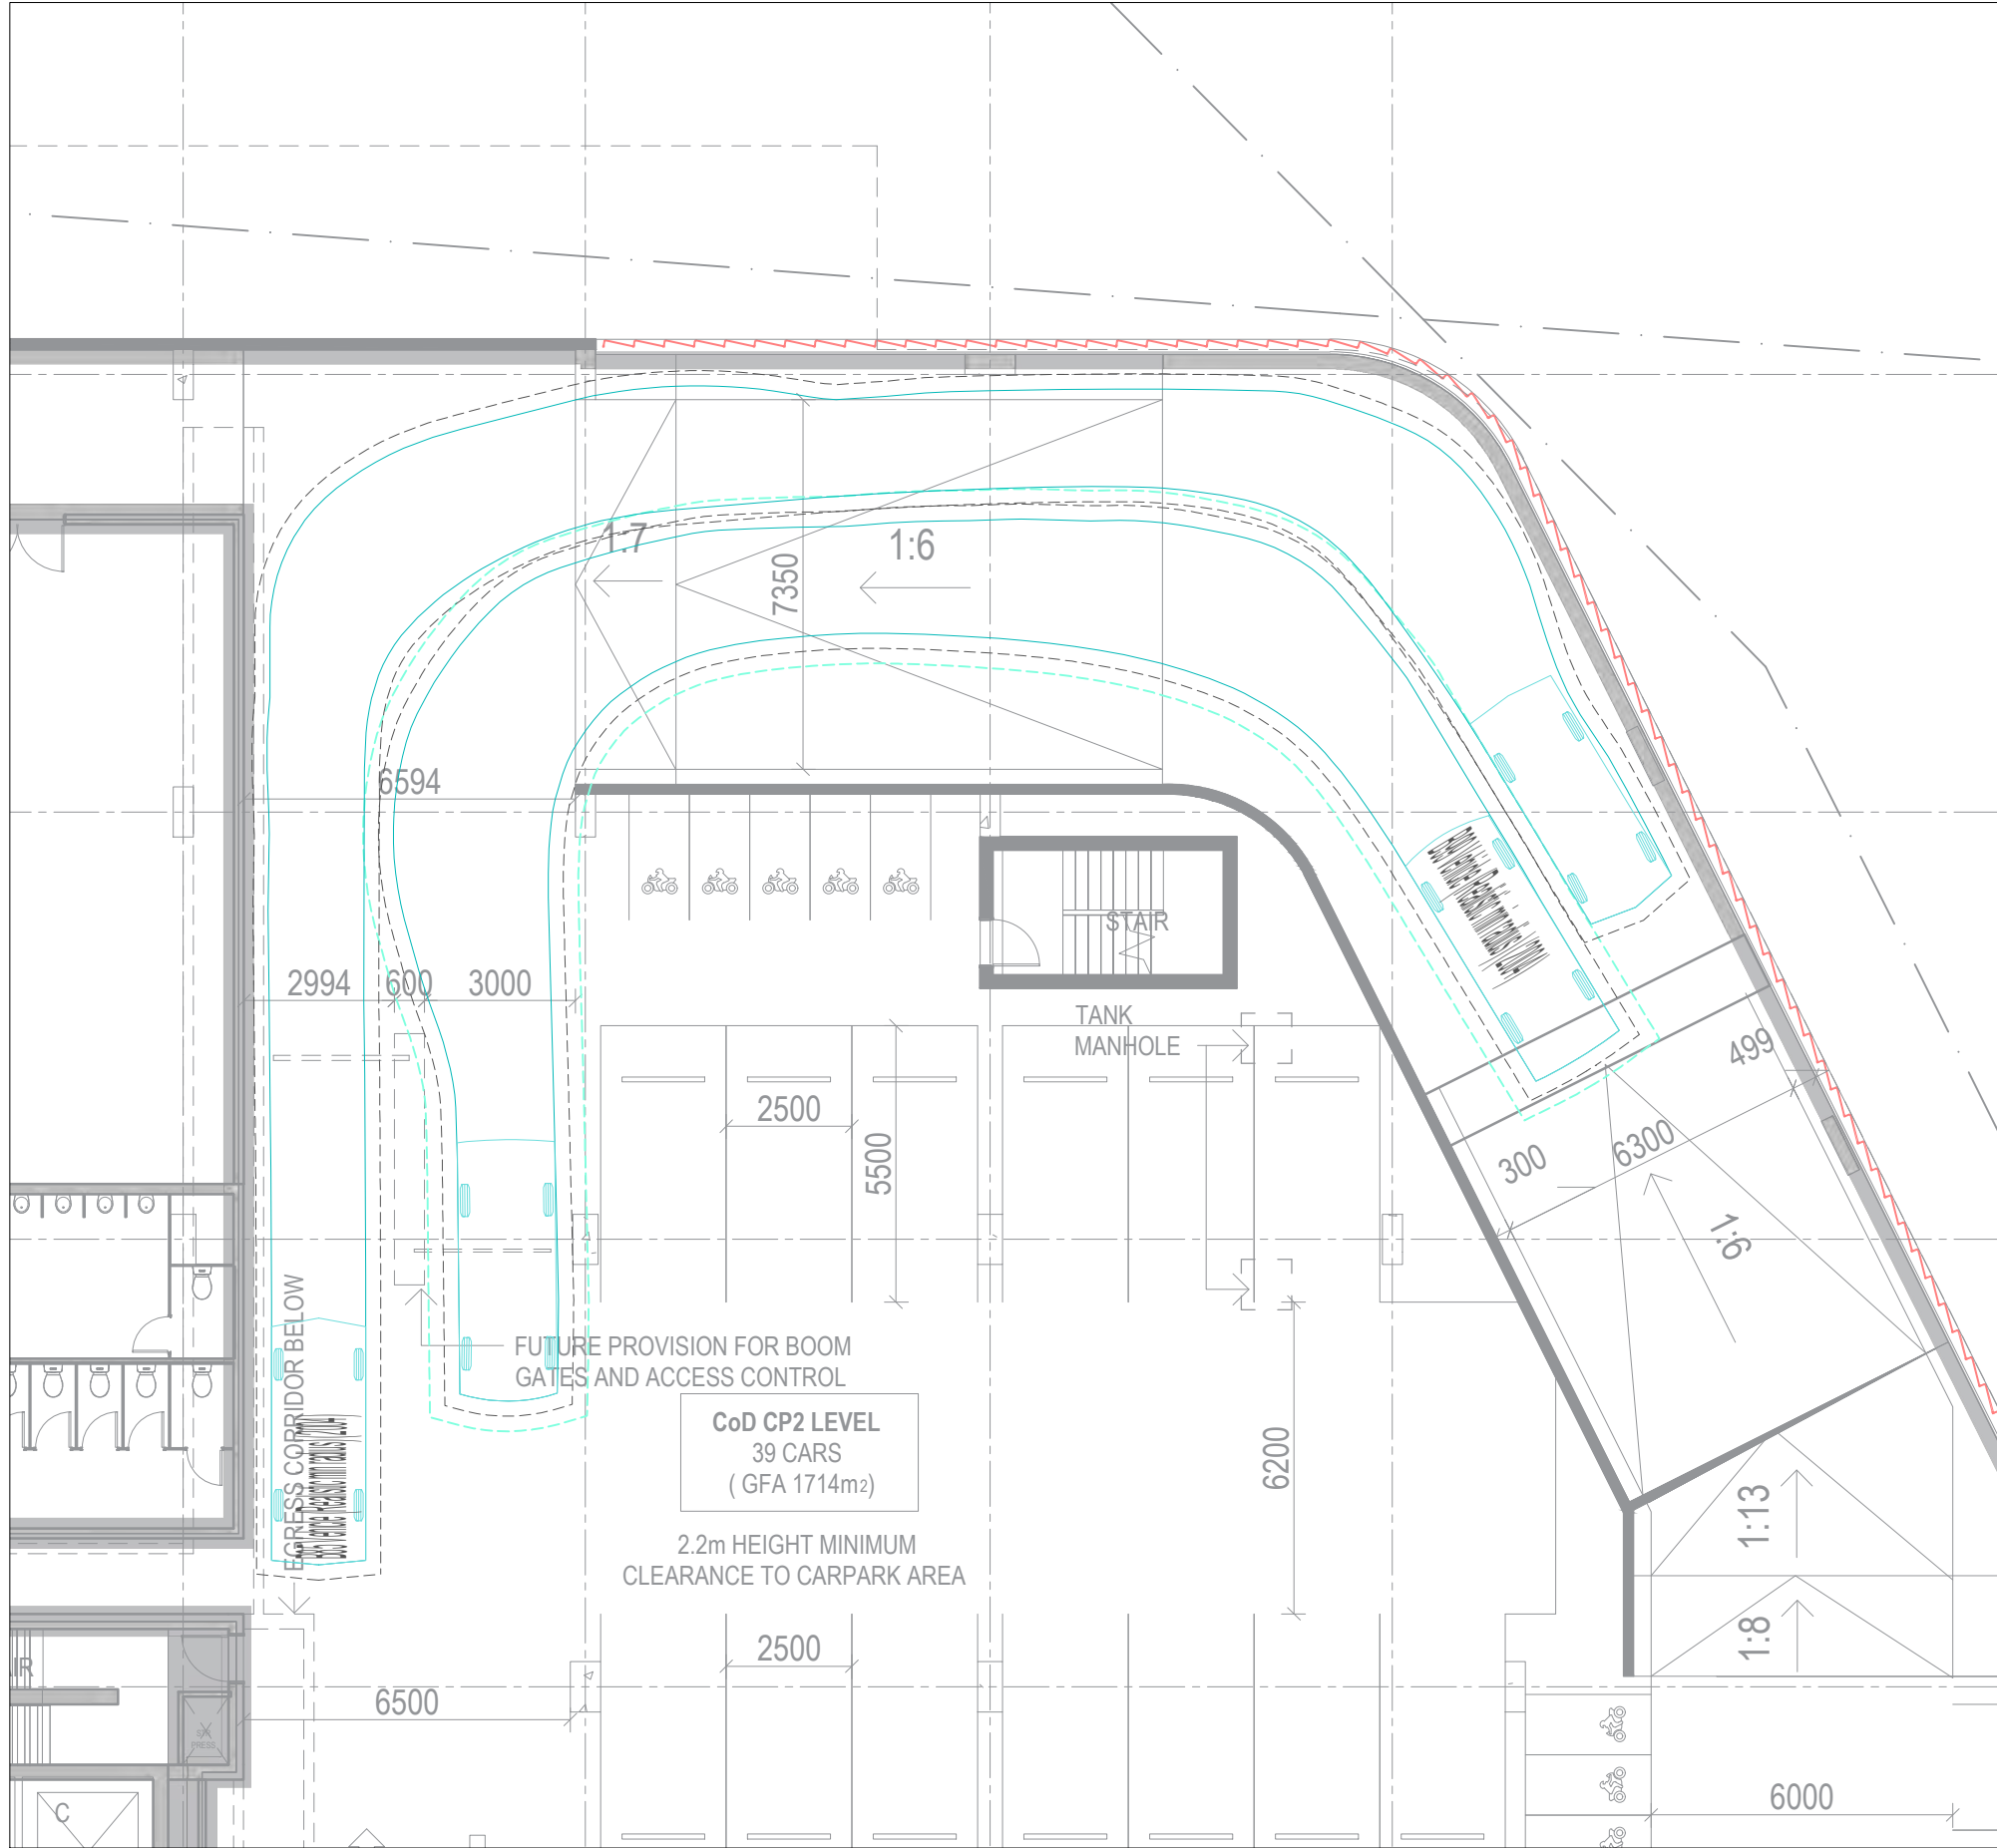 1:7
1:6
7350
6594
STAIR
2994
600
3000
TANK
MANHOLE
499
2500
5500
300
6300
1:6
EGRESS CORRIDOR BELOW
FUTURE PROVISION FOR BOOM
GATES AND ACCESS CONTROL
CoD CP2 LEVEL
39 CARS
( GFA 1714m2)
6200
2.2m HEIGHT MINIMUM
CLEARANCE TO CARPARK AREA
1:13
1:8
2500
6500
PRESS
C
6000